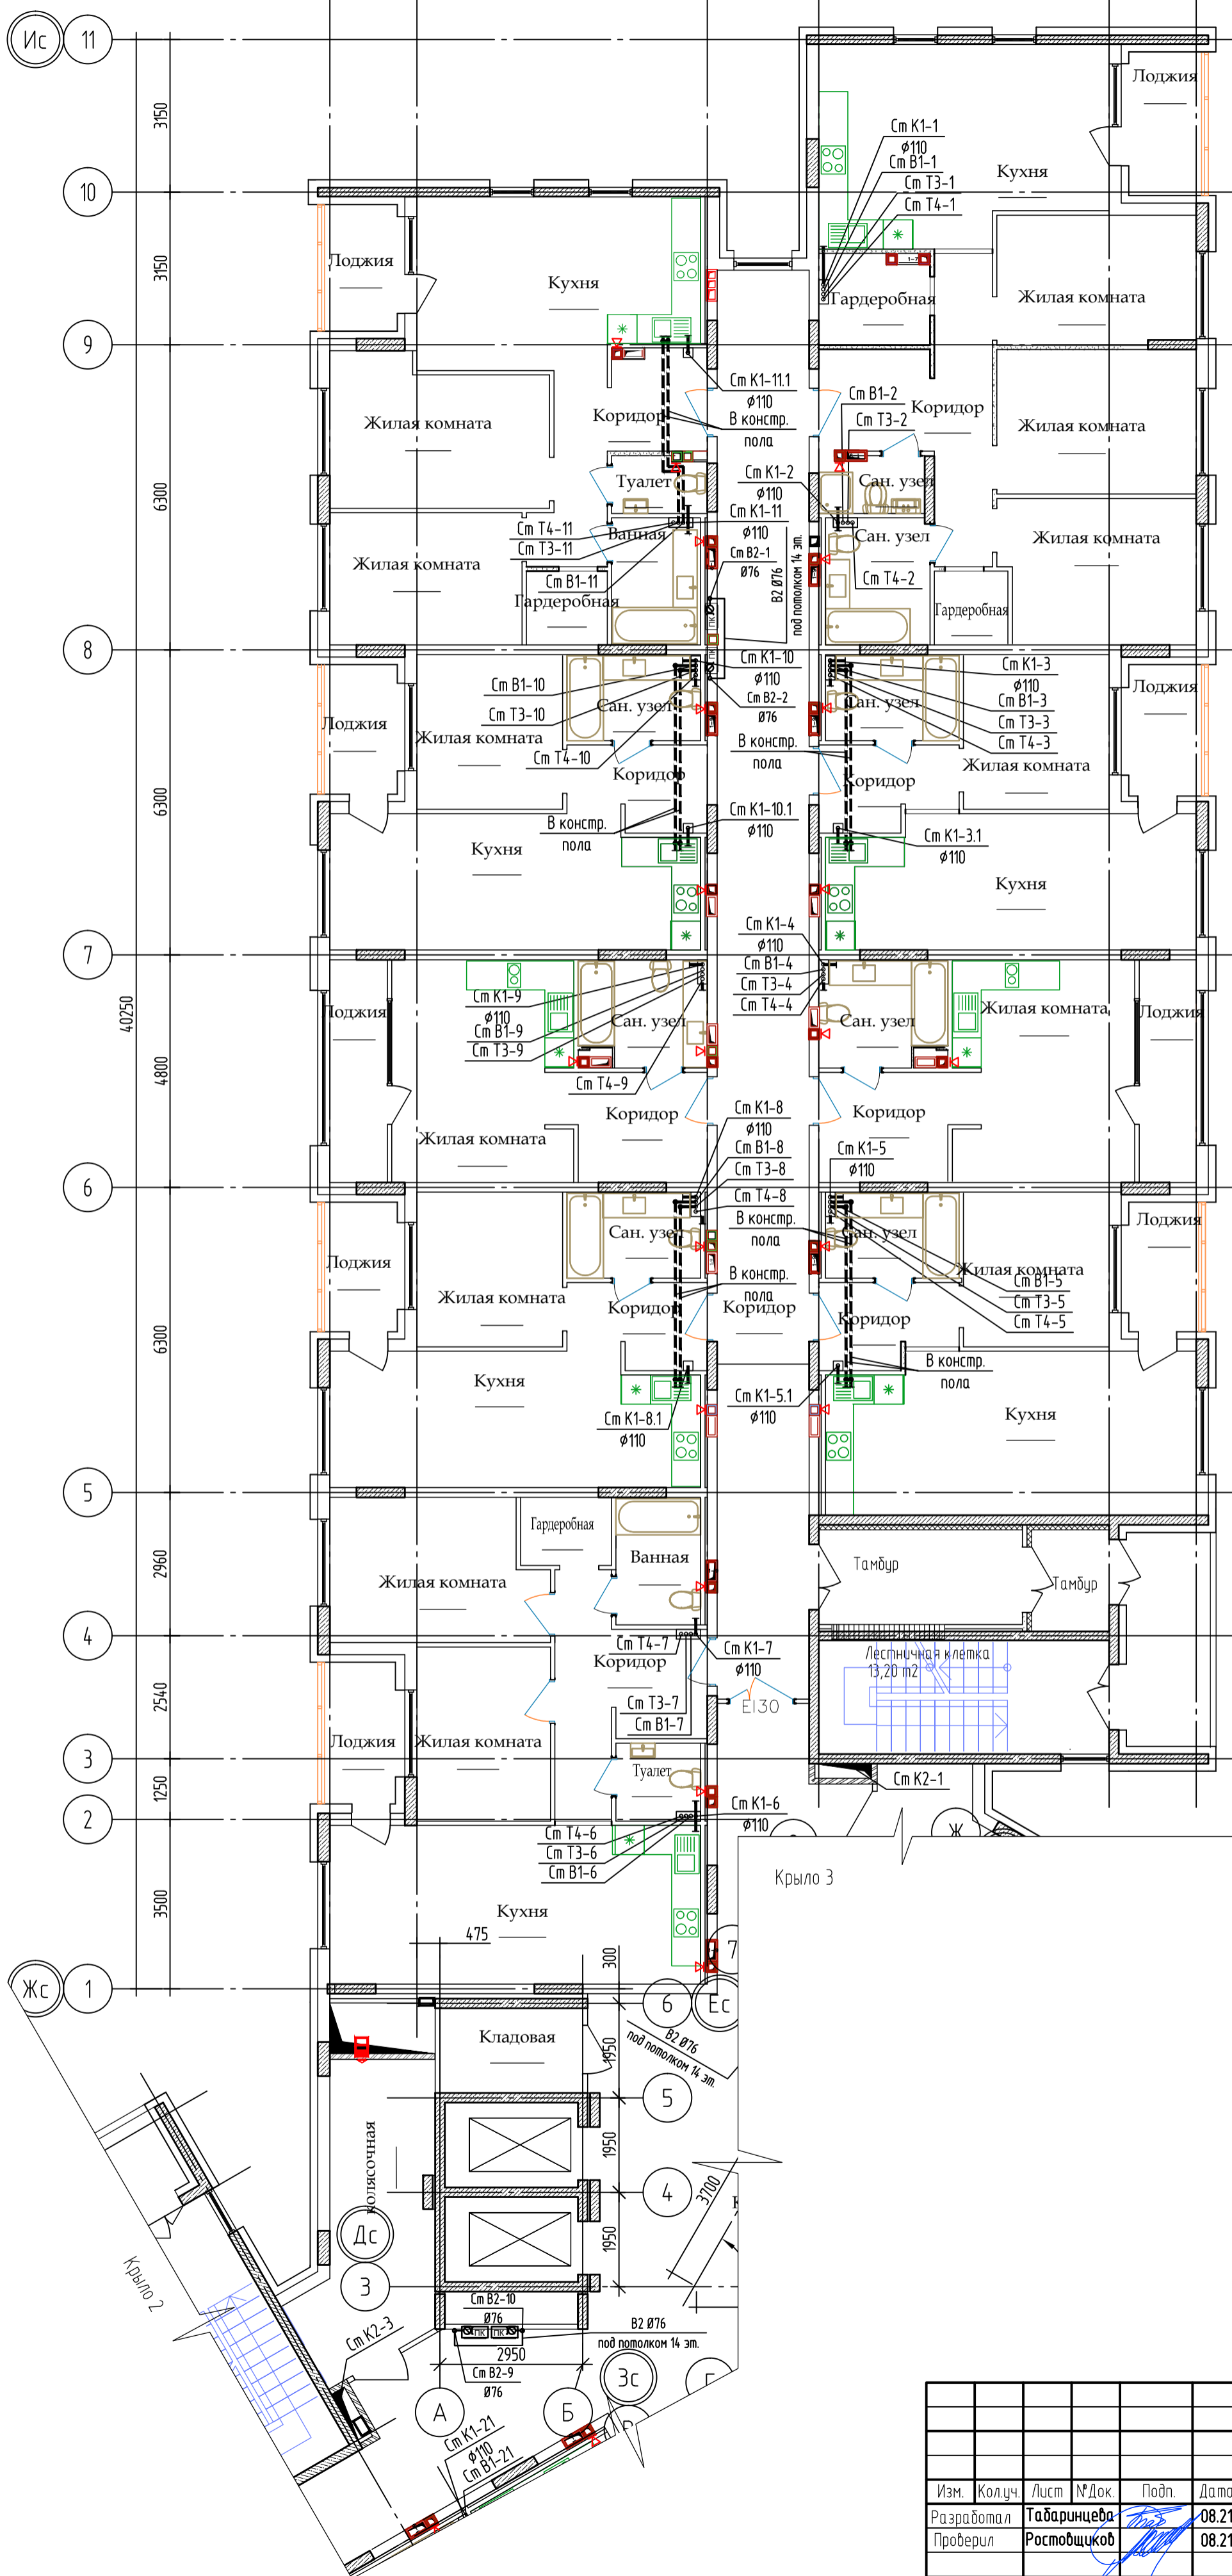 Ис 11
3150
Лоджия
Ст К1-1
ϕ110
Ст В1-1
Ст Т3-1
Ст Т4-1
Кухня
10
3150
Лоджия
Кухня
Гардеробная
1-7
Жилая комната
9
Ст К1-11.1
ϕ110
В констр.
пола
Ст В1-2
Ст Т3-2
Коридор
Жилая комната
Коридор
Жилая комната
6300
Туалет
Ст К1-2
ϕ110
Сан. узел
Ст К1-11
ϕ110
Ст Т4-11
Ст Т3-11
Ванная
Ст В2-1
Ø76
В2 Ø76
под потолком 14 эт.
Сан. узел
Жилая комната
Жилая комната
Ст В1-11
Ст Т4-2
Гардеробная
Гардеробная
ПК
ПК
8
Ст К1-10
ϕ110
Ст В2-2
Ø76
Ст К1-3
ϕ110
Ст В1-3
Ст Т3-3
Ст Т4-3
Ст В1-10
Ст Т3-10
Ст Т4-10
Сан. узел
Сан. узел
Лоджия
Лоджия
Жилая комната
В констр.
пола
Жилая комната
Коридор
Коридор
6300
В констр.
пола
Ст К1-10.1
ϕ110
Ст К1-3.1
ϕ110
Кухня
Кухня
7
40250
Ст К1-4
ϕ110
Ст В1-4
Ст Т3-4
Ст Т4-4
Ст К1-9
ϕ110
Ст В1-9
Ст Т3-9
Ст Т4-9
Лоджия
Сан. узел
Сан. узел
Жилая комната
Лоджия
4800
Коридор
Коридор
Жилая комната
Ст К1-8
ϕ110
Ст В1-8
Ст Т3-8
Ст Т4-8
Ст К1-5
ϕ110
6
В констр.
пола
Лоджия
Сан. узел
Сан. узел
Лоджия
Жилая комната
Ст В1-5
Ст Т3-5
Ст Т4-5
В констр.
пола
Жилая комната
Коридор
Коридор
Коридор
6300
В констр.
пола
Кухня
Ст К1-8.1
ϕ110
Ст К1-5.1
ϕ110
Кухня
5
Гардеробная
2960
Ванная
Тамбур
Тамбур
Жилая комната
4
Ст Т4-7
Ст К1-7
ϕ110
Коридор
Лестничная клетка
13,20 m2
2540
Ст Т3-7
Ст В1-7
EI30
Лоджия
Жилая комната
3
Туалет
1250
Ст К2-1
2
Ст К1-6
ϕ110
Ст Т4-6
Ст Т3-6
Ст В1-6
Ж
Крыло 3
3500
Кухня
475
300
7
Жс 1
6 Ес
В2 Ø76
под потолком 14 эт.
Кладовая
1950
5
колясочная
1950
4
3700
Дс
1950
3
Крыло 2
Ст К2-3
Ст В2-10
Ø76
ПК
ПК
В2 Ø76
под потолком 14 эт.
2950
Ст В2-9
Ø76
Зс
А
Б
Ст К1-21
ϕ110
Ст В1-21
Изм. Кол.уч. Лист №Док. Подп. Дата
Разработал Табаринцева 08.21
Проверил Ростовщиков 08.21